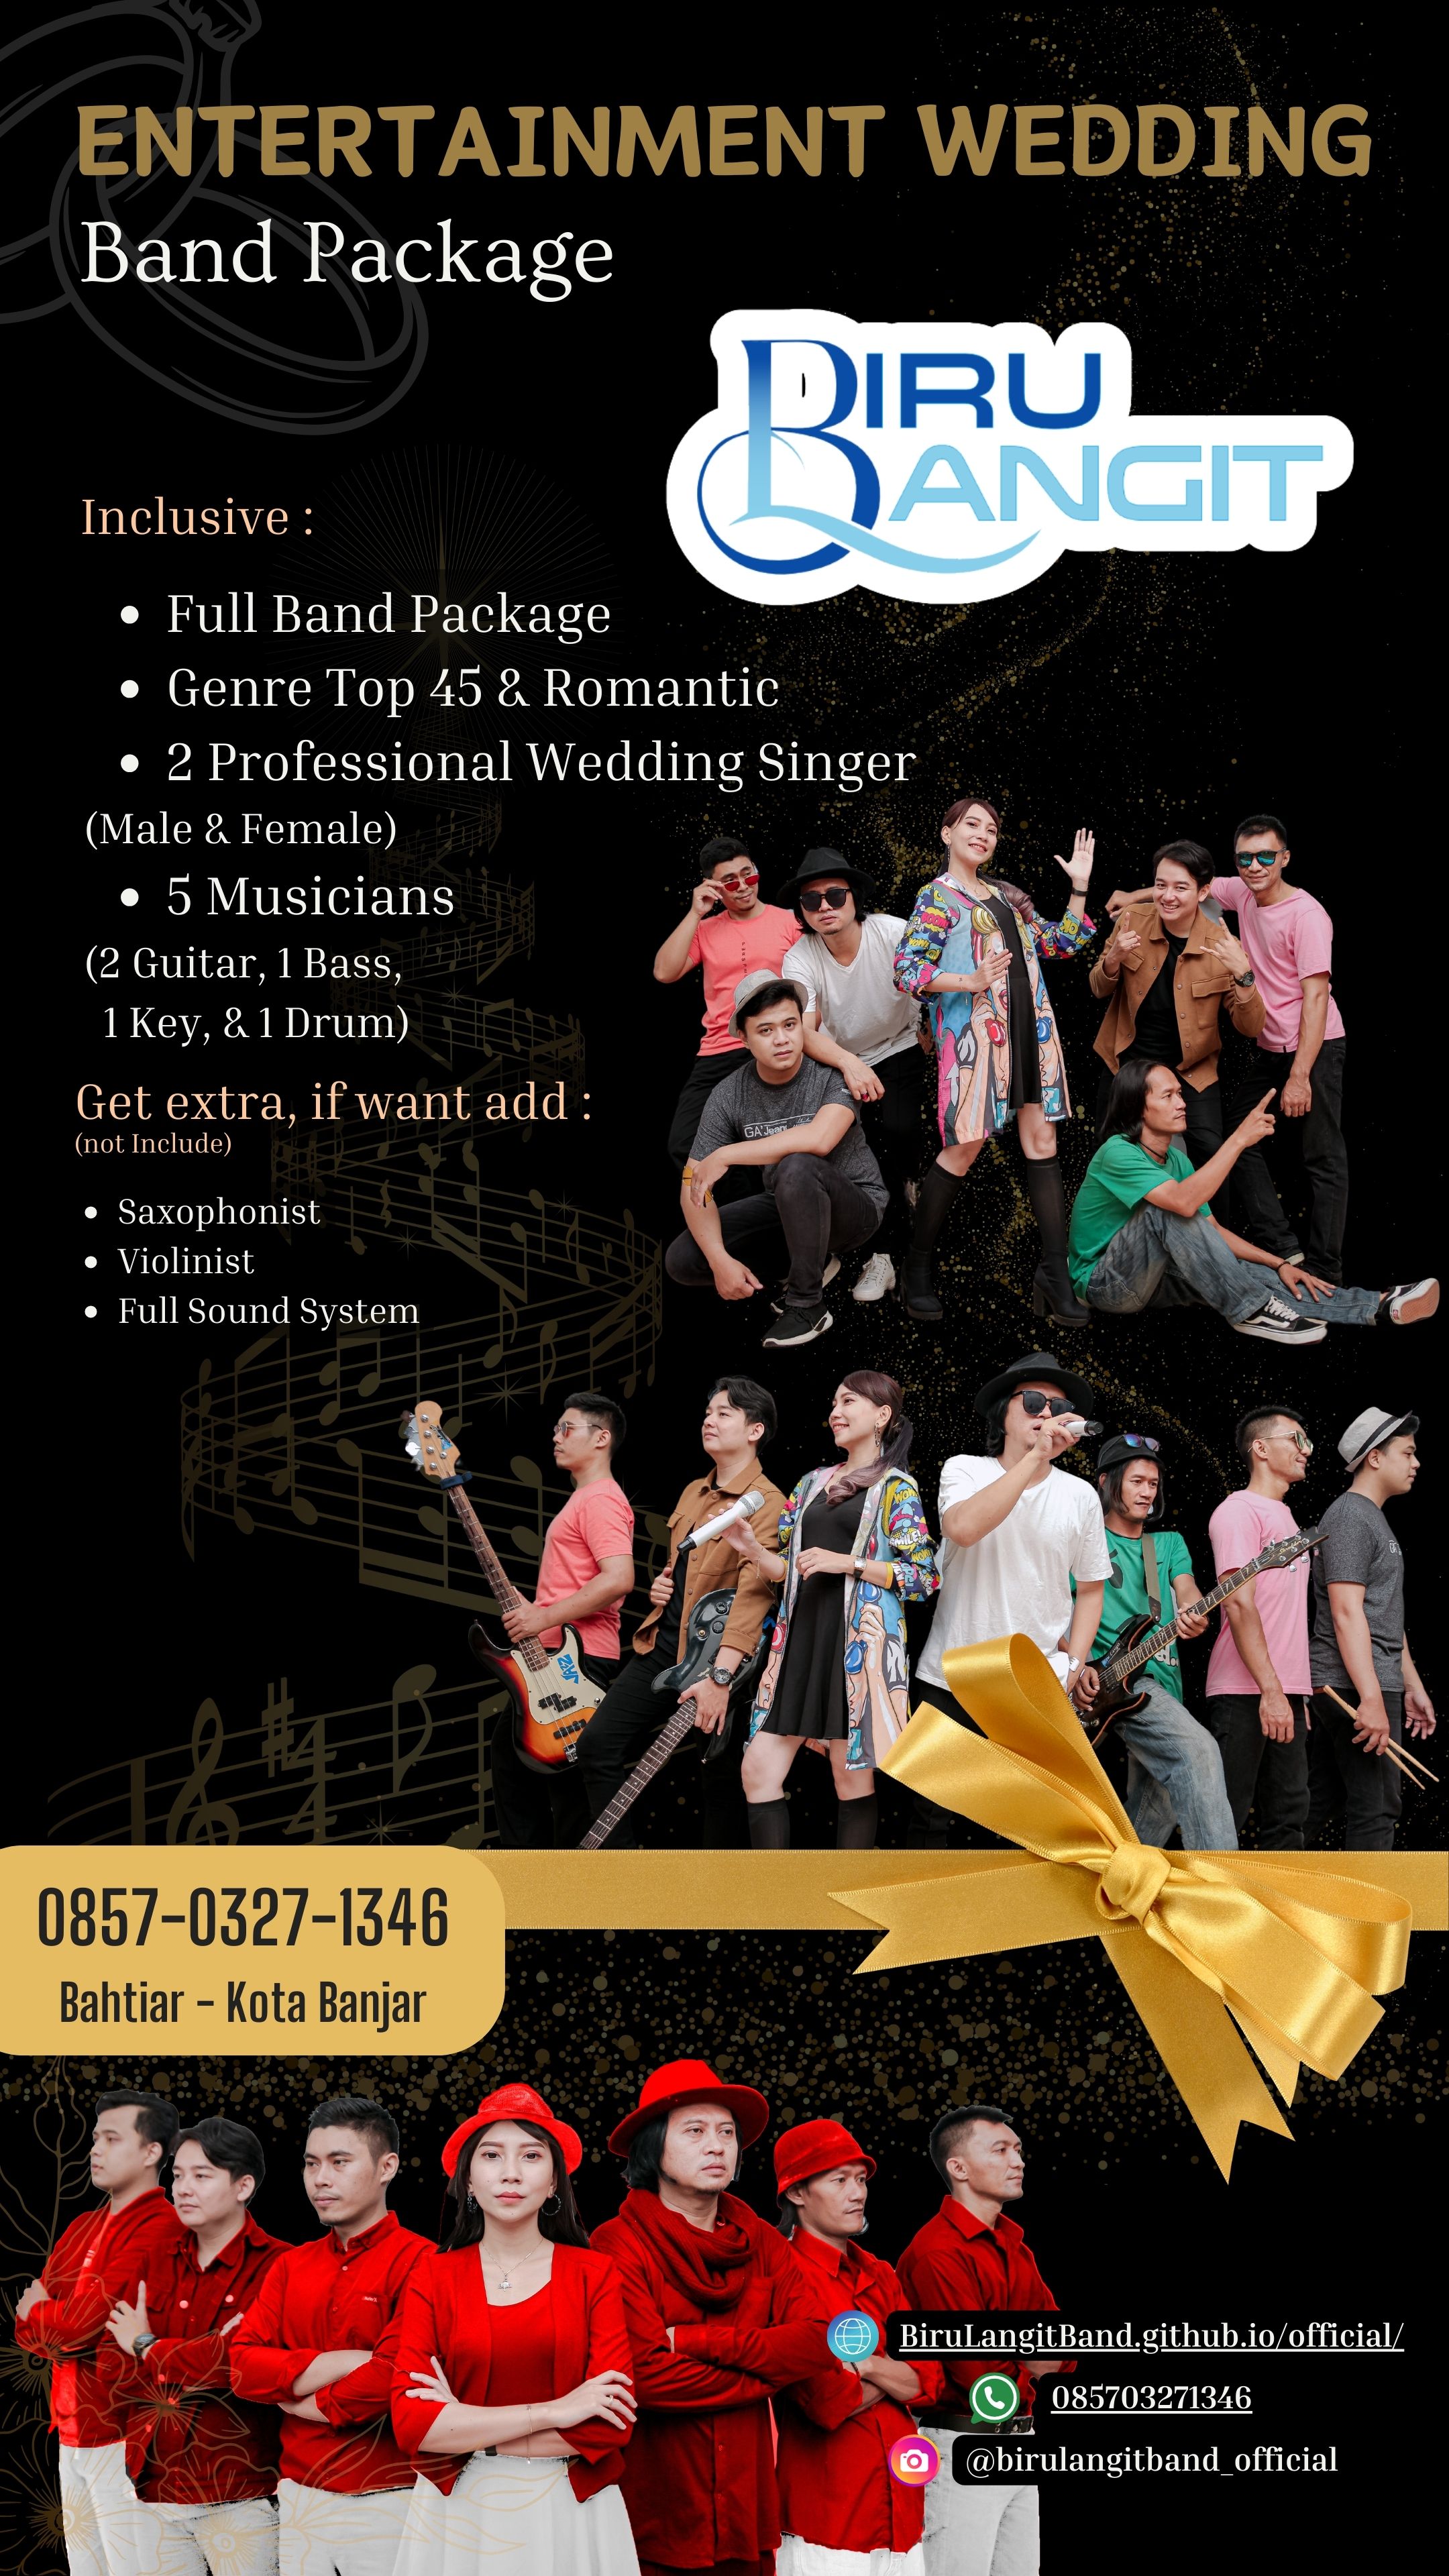 ENTERTAINMENT WEDDING
Band Package
BIRU
LANGIT
Inclusive :
• Full Band Package
• Genre Top 45 & Romantic
• 2 Professional Wedding Singer
(Male & Female)
• 5 Musicians
(2 Guitar, 1 Bass,
1 Key, & 1 Drum)
Get extra, if want add :
(not Include)
• Saxophonist
• Violinist
• Full Sound System
0857-0327-1346
Bahtiar - Kota Banjar
BiruLangitBand.github.io/official/
085703271346
@birulangitband_official